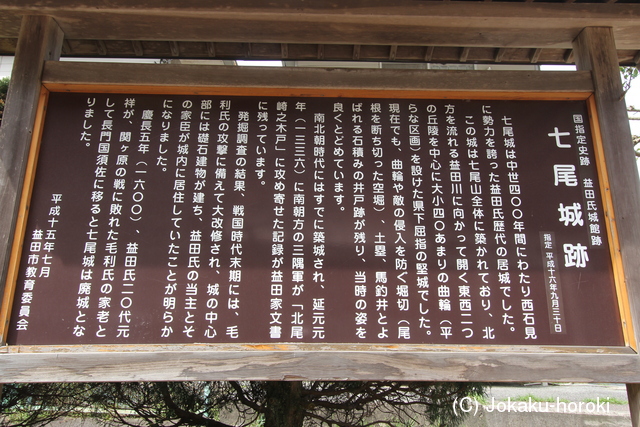 国指定史跡　益田氏城館跡
七尾城跡
指定　平成十六年九月三十日
七尾城は中世四〇〇年間にわたり西石見
に勢力を誇った益田氏歴代の居城でした。
この城は七尾山全体に築かれており、北
方を流れる益田川に向かって開く東西二つ
の丘陵を中心に大小四〇あまりの曲輪（平
らな区画）を設けた県下屈指の堅城でした。
現在でも、曲輪や敵の侵入を防ぐ堀切（尾
根を断ち切った空堀）、土塁、馬釣井とよ
ばれる石積みの井戸跡が残り、当時の姿を
良くとどめています。
南北朝時代にはすでに築城され、延元元
年（一三三六）に南朝方の三隅軍が「北尾
崎之木戸」に攻め寄せた記録が益田家文書
に残っています。
発掘調査の結果、戦国時代末期には、毛
利氏の攻撃に備えて大改修され、城の中心
部には礎石建物が建ち、益田氏の当主とそ
の家臣が城内に居住していたことが明らか
になりました。
慶長五年（一六〇〇）、益田氏二〇代元
祥が、関ヶ原の戦に敗れた毛利氏の家老と
して長門国須佐に移ると七尾城は廃城とな
りました。
平成十五年七月
益田市教育委員会
(C) Jokaku-horoki